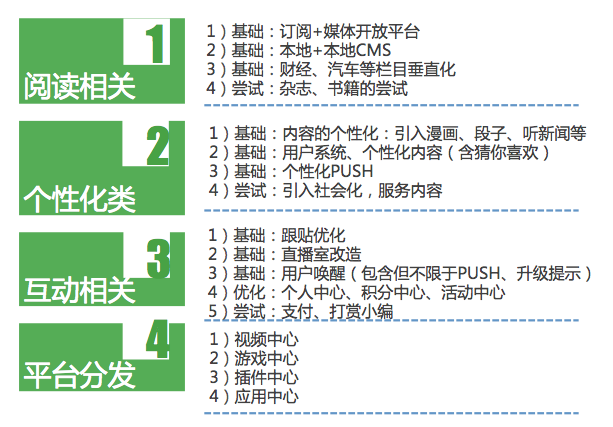 1
阅读相关
1）基础：订阅+媒体开放平台
2）基础：本地+本地CMS
3）基础：财经、汽车等栏目垂直化
4）尝试：杂志、书籍的尝试
2
个性化类
1）基础：内容的个性化：引入漫画、段子、听新闻等
2）基础：用户系统、个性化内容（含猜你喜欢）
3）基础：个性化PUSH
4）尝试：引入社会化，服务内容
3
互动相关
1）基础：跟贴优化
2）基础：直播室改造
3）基础：用户唤醒（包含但不限于PUSH、升级提示）
4）优化：个人中心、积分中心、活动中心
5）尝试：支付、打赏小编
4
平台分发
1）视频中心
2）游戏中心
3）插件中心
4）应用中心